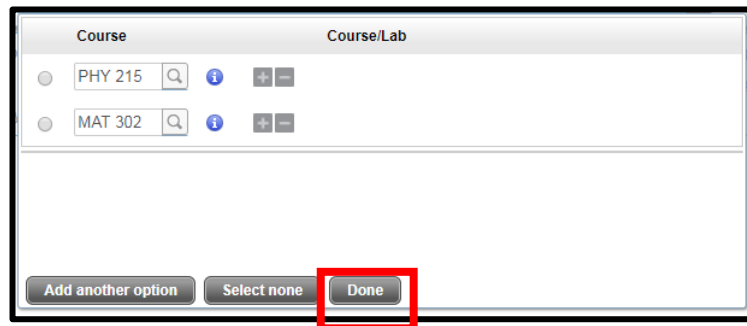 Course Course/Lab
PHY 215
MAT 302
Add another option Select none Done